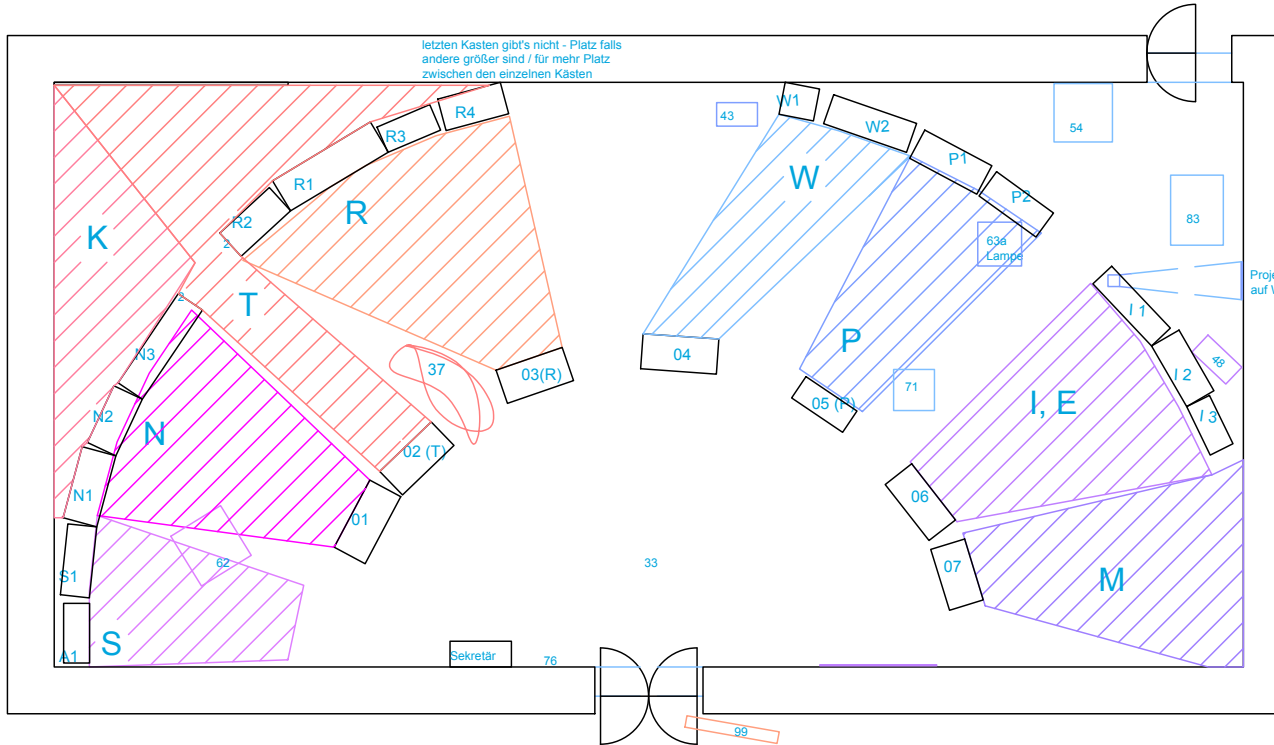 letzten Kasten gibt's nicht - Platz falls
andere größer sind / für mehr Platz
zwischen den einzelnen Kästen
W1
43
W2
54
R4
R3
P1
R1
W
P2
R
R2
83
K
2
63a
Lampe
Proje
auf W
2
T
I 1
P
04
N3
37
03(R)
I 2
48
71
05 (P)
I, E
N2
N
I 3
02 (T)
N1
06
01
62
33
07
S1
M
S
A1
Sekretär
76
99